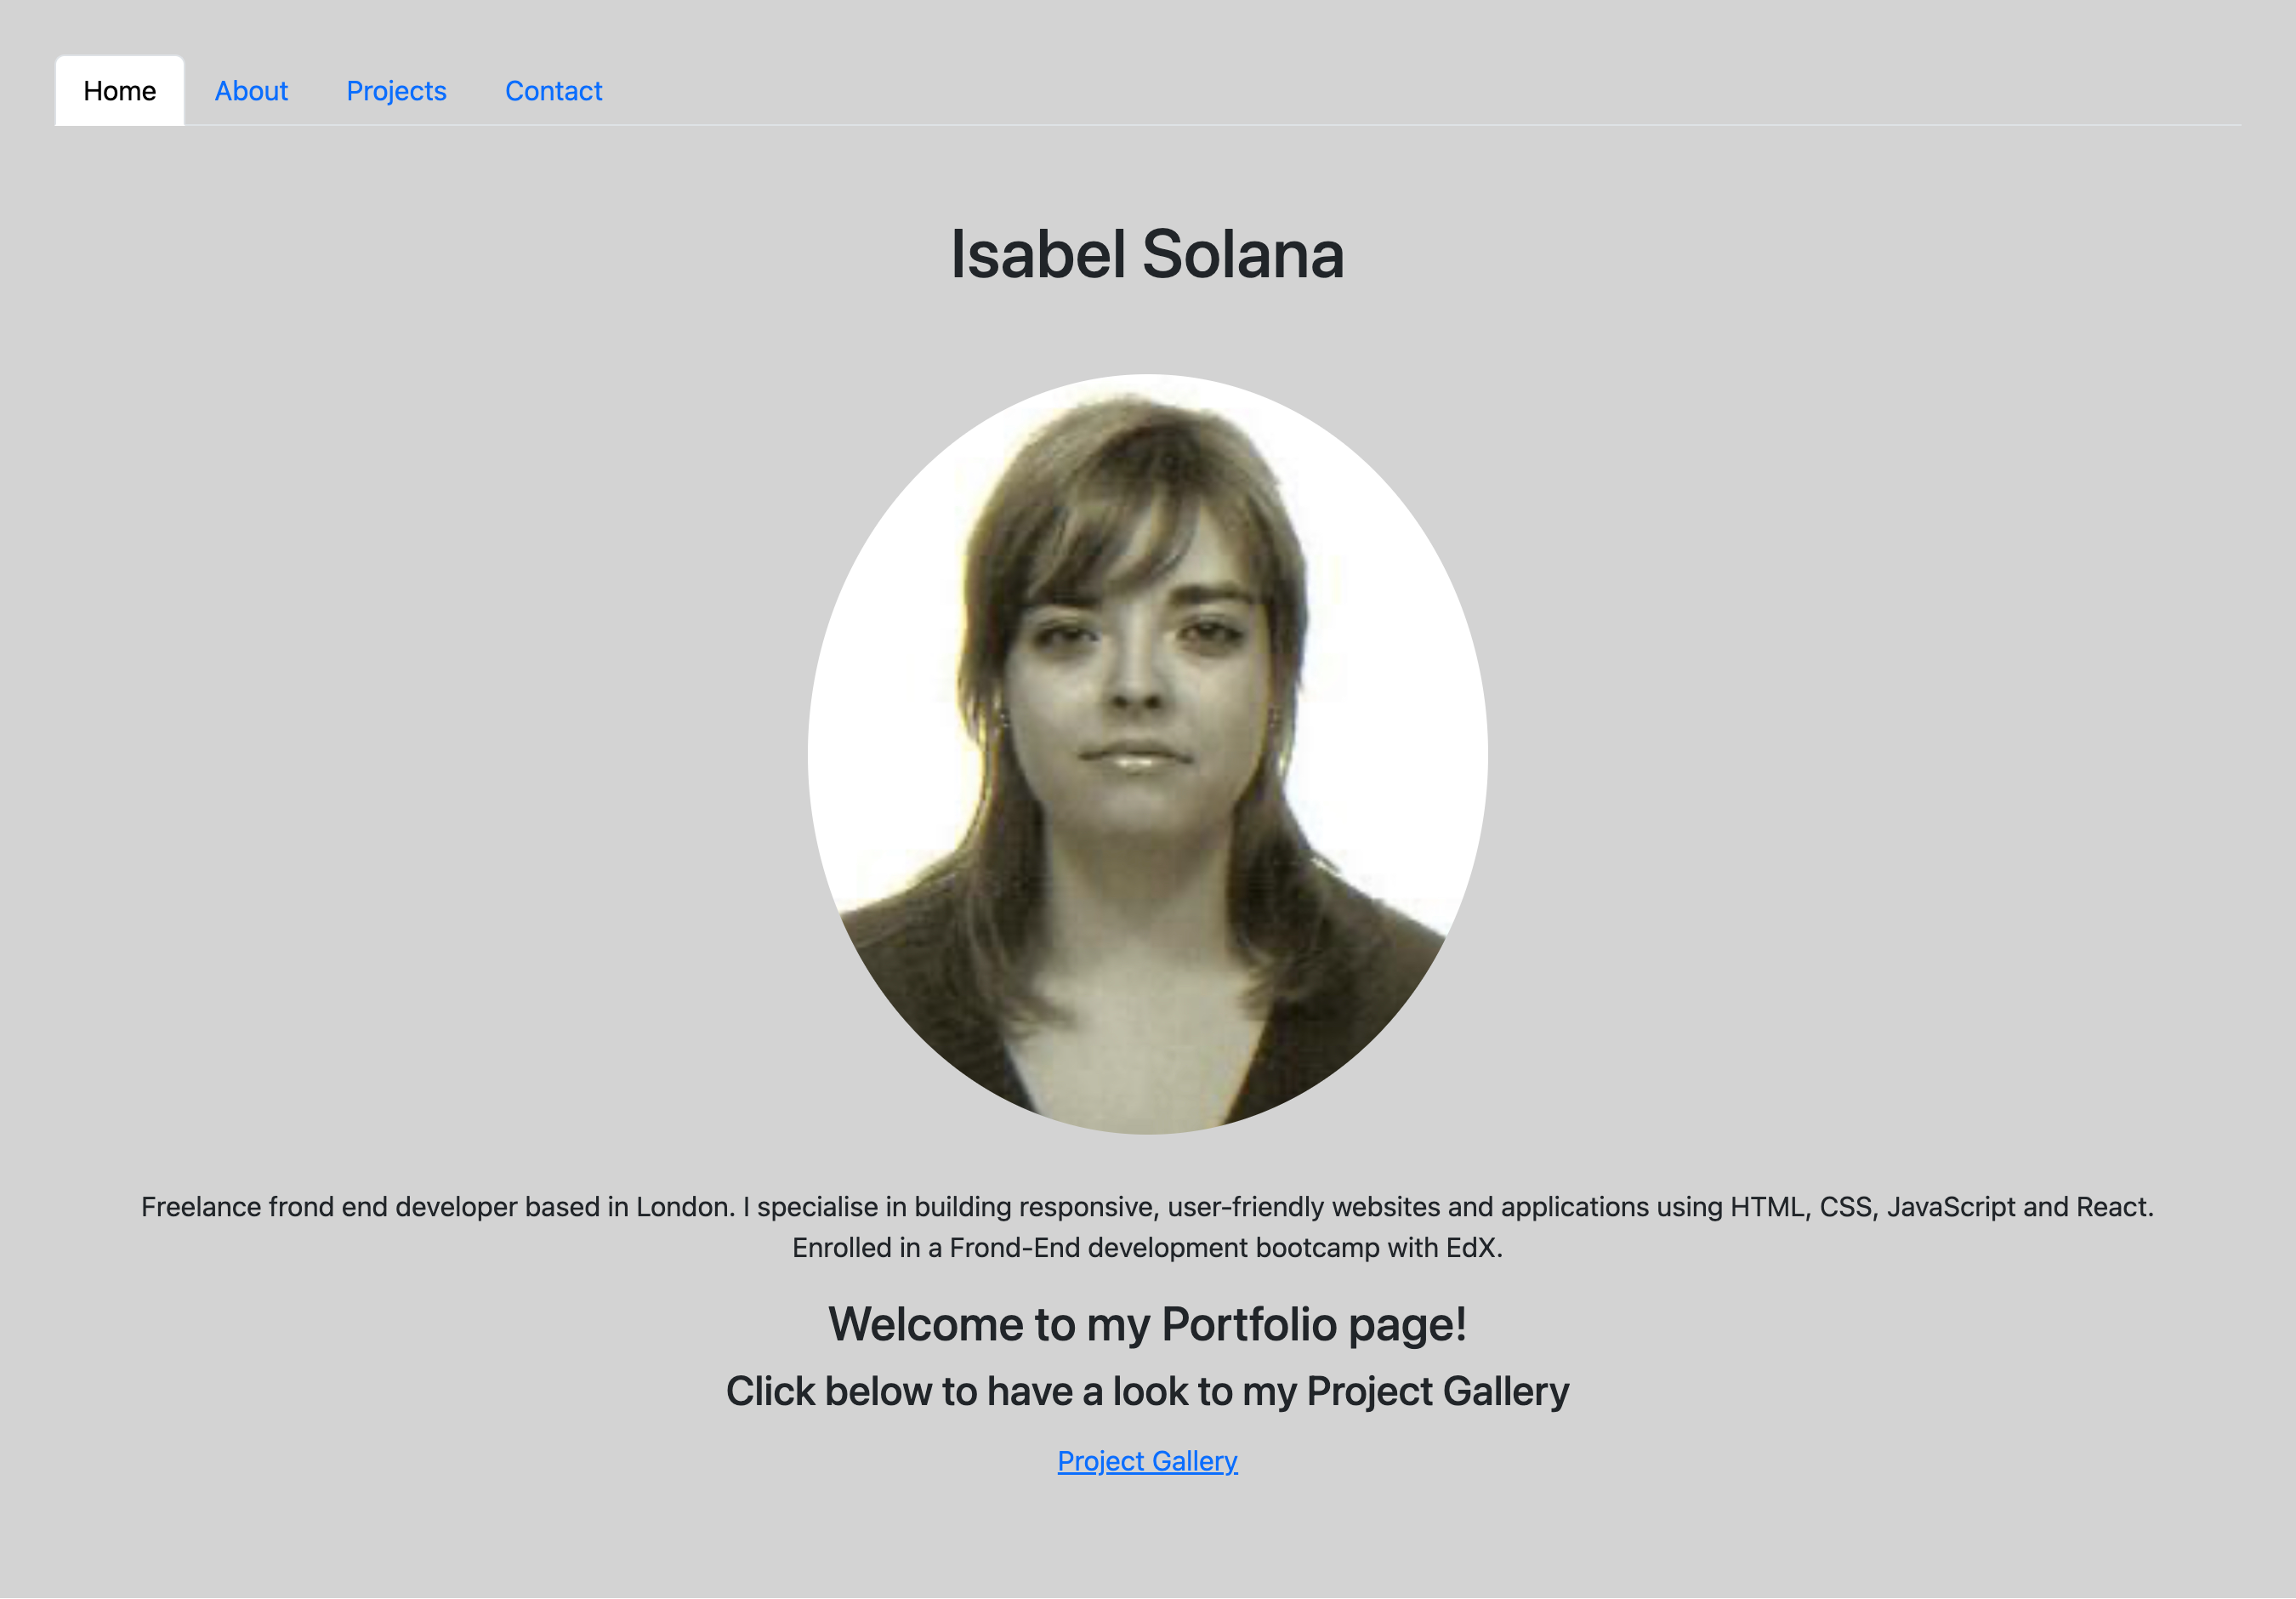 Home About Projects Contact
Isabel Solana
Freelance frond end developer based in London. I specialise in building responsive, user-friendly websites and applications using HTML, CSS, JavaScript and React.
Enrolled in a Frond-End development bootcamp with EdX.
Welcome to my Portfolio page!
Click below to have a look to my Project Gallery
Project Gallery